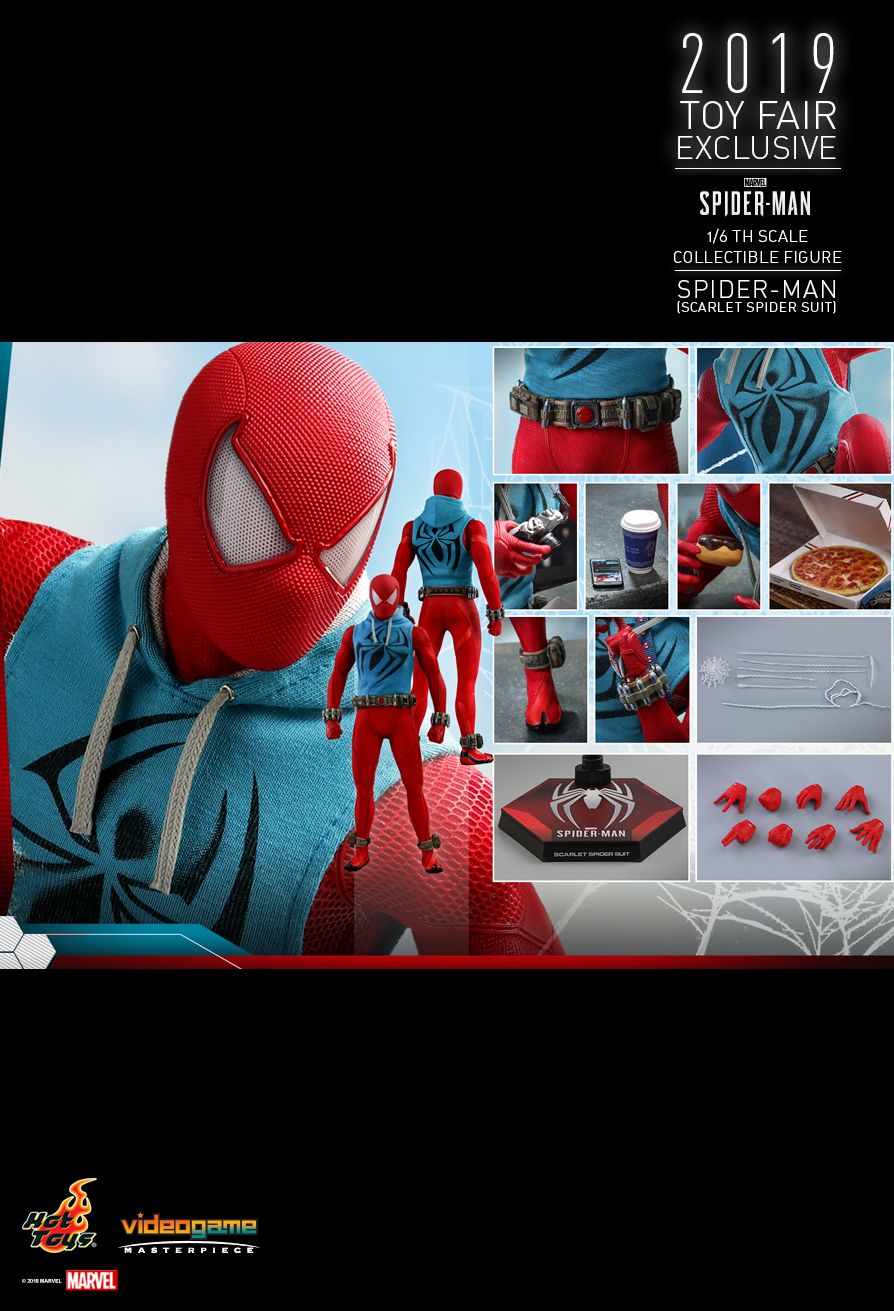 2019
TOY FAIR
EXCLUSIVE
MARVEL
SPIDER-MAN
1/6 TH SCALE
COLLECTIBLE FIGURE
SPIDER-MAN
(SCARLET SPIDER SUIT)
SPIDER-MAN
SCARLET SPIDER SUIT
Hot Toys
videogame
MASTERPIECE
© 2018 MARVEL
MARVEL